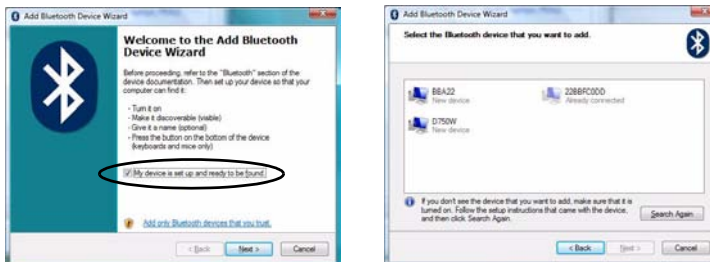 Add Bluetooth Device Wizard
Welcome to the Add Bluetooth
Device Wizard
Before proceeding, refer to the "Bluetooth" section of the
device documentation. Then set up your device so that your
computer can find it:
- Turn it on
- Make it discoverable (visible)
- Give it a name (optional)
- Press the button on the bottom of the device
(keyboards and mice only)
My device is set up and ready to be found.
Add only Bluetooth devices that you trust.
< Back
Next >
Cancel
Add Bluetooth Device Wizard
Select the Bluetooth device that you want to add.
BBA22
New device
22BBFC0DD
Already connected
D750W
New device
If you don't see the device that you want to add, make sure that it is
turned on. Follow the setup instructions that came with the device,
and then click Search Again.
Search Again
< Back
Next >
Cancel